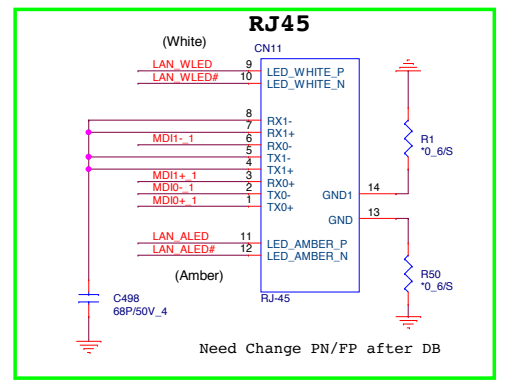 RJ45
(White)
CN11
LAN_WLED 9 LED_WHITE_P
LAN_WLED# 10 LED_WHITE_N
8 RX1-
7 RX1+
MDI1-_1 6 RX0-
5 TX1-
4 TX1+
MDI1+_1 3 RX0+
MDI0-_1 2 TX0-
MDI0+_1 1 TX0+
GND1 14
GND 13
R1
*0_6/S
LAN_ALED 11 LED_AMBER_P
LAN_ALED# 12 LED_AMBER_N
(Amber)
R50
*0_6/S
C498
68P/50V_4
RJ-45
Need Change PN/FP after DB